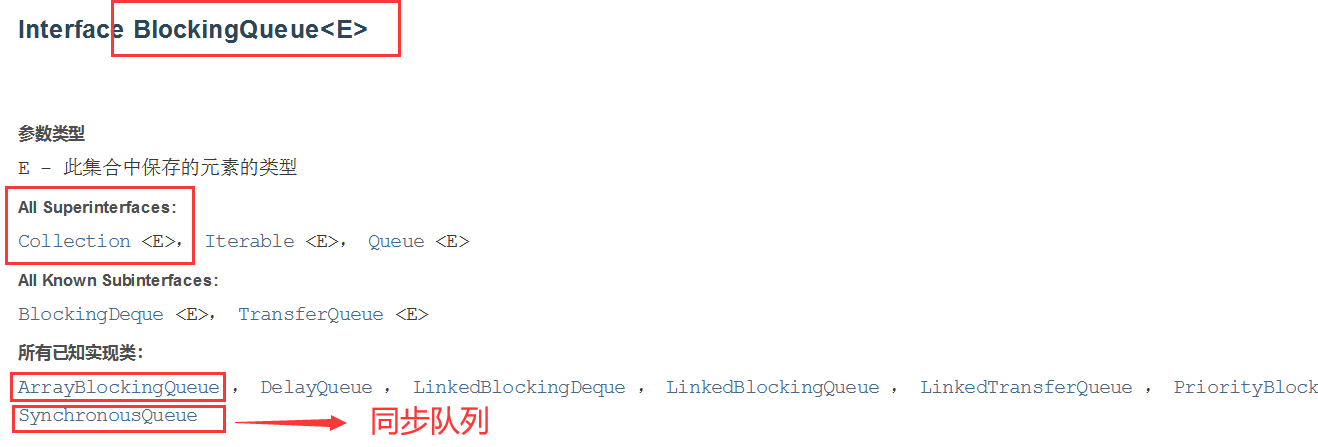 Interface BlockingQueue<E>
参数类型
E - 此集合中保存的元素的类型
All Superinterfaces:
Collection <E>， Iterable <E>， Queue <E>
All Known Subinterfaces:
BlockingDeque <E>， TransferQueue <E>
所有已知实现类：
ArrayBlockingQueue ， DelayQueue ， LinkedBlockingDeque ， LinkedBlockingQueue ， LinkedTransferQueue ， PriorityBlock
SynchronousQueue 同步队列